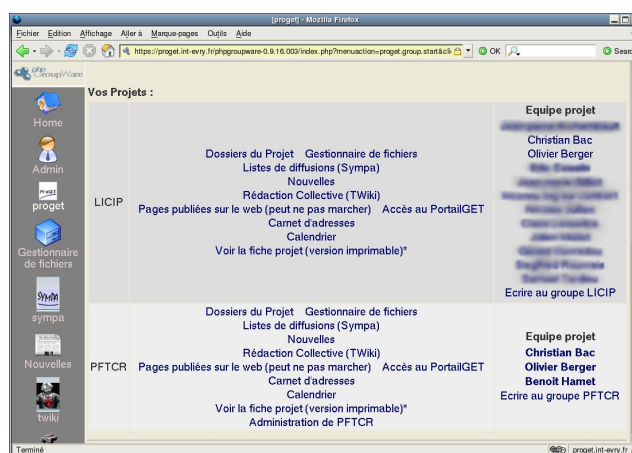 [proget] - Mozilla Firefox
Fichier Edition Affichage Aller à Marque-pages Outils Aide
https://proget.int-evry.fr/phpgroupware-0.9.16.003/index.php?menuaction=proget.group.start&cli OK Searc
phpGroupWare
Home
Admin
ProGET
proget
Gestionnaire
de fichiers
SYMPA
sympa
Nouvelles
twiki
Vos Projets :
LICIP
Dossiers du Projet Gestionnaire de fichiers
Listes de diffusions (Sympa)
Nouvelles
Rédaction Collective (TWiki)
Pages publiées sur le web (peut ne pas marcher) Accès au PortailGET
Carnet d'adresses
Calendrier
Voir la fiche projet (version imprimable)*
Equipe projet
Christian Bac
Olivier Berger
Ecrire au groupe LICIP
PFTCR
Dossiers du Projet Gestionnaire de fichiers
Listes de diffusions (Sympa)
Nouvelles
Rédaction Collective (TWiki)
Pages publiées sur le web (peut ne pas marcher) Accès au PortailGET
Carnet d'adresses
Calendrier
Voir la fiche projet (version imprimable)*
Administration de PFTCR
Equipe projet
Christian Bac
Olivier Berger
Benoit Hamet
Ecrire au groupe PFTCR
Terminé
proget.int-evry.fr